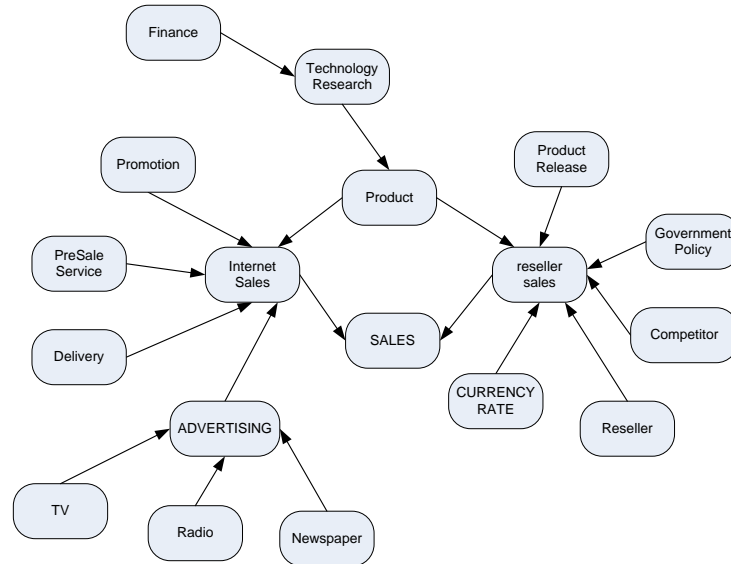 Finance
Technology
Research
Promotion
Product
Release
Product
Government
Policy
PreSale
Service
Internet
Sales
reseller
sales
SALES
Competitor
Delivery
CURRENCY
RATE
Reseller
ADVERTISING
TV
Radio
Newspaper